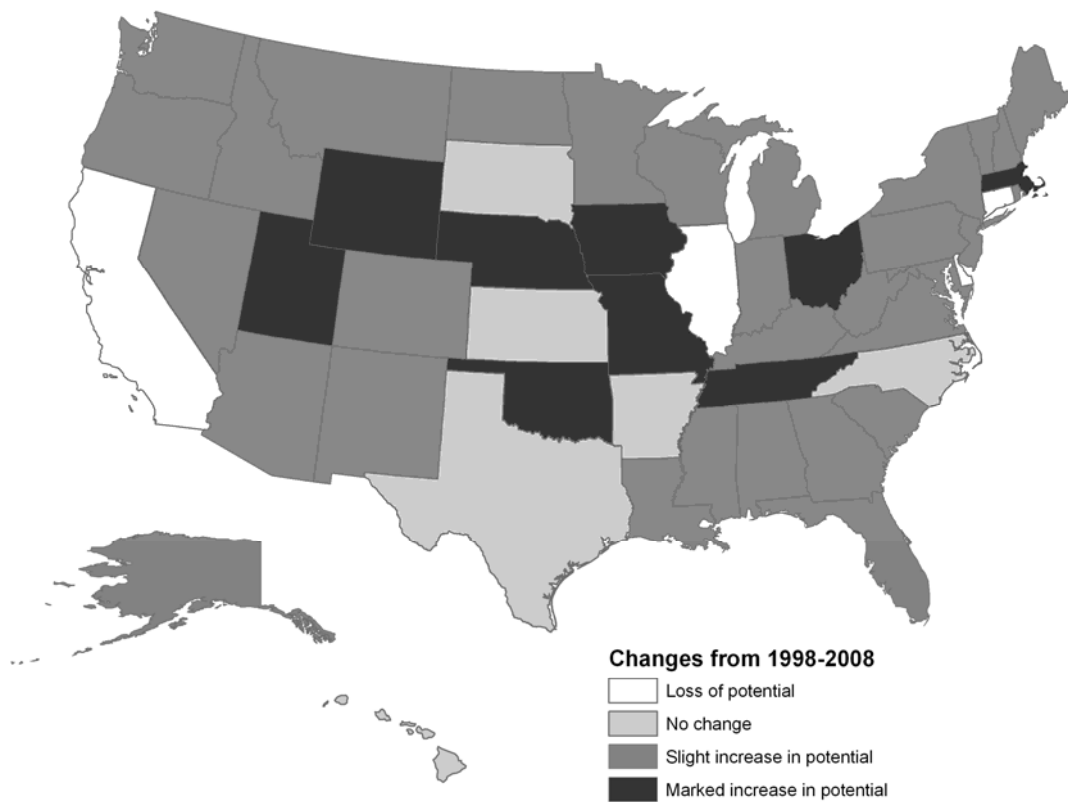 Changes from 1998-2008
Loss of potential
No change
Slight increase in potential
Marked increase in potential